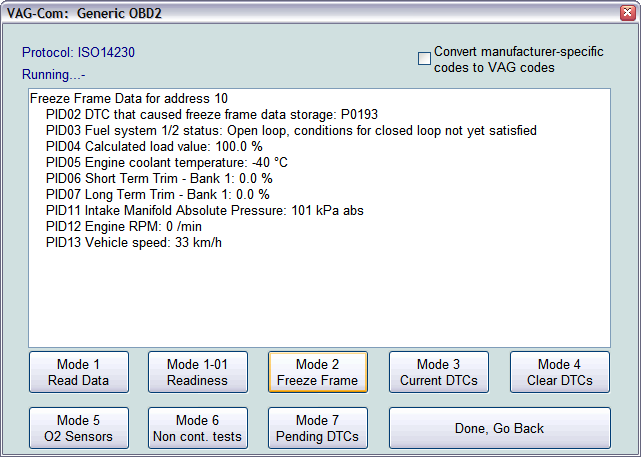 VAG-Com: Generic OBD2
Protocol: ISO14230
Convert manufacturer-specific
codes to VAG codes
Running...-
Freeze Frame Data for address 10
PID02 DTC that caused freeze frame data storage: P0193
PID03 Fuel system 1/2 status: Open loop, conditions for closed loop not yet satisfied
PID04 Calculated load value: 100.0 %
PID05 Engine coolant temperature: -40 °C
PID06 Short Term Trim - Bank 1: 0.0 %
PID07 Long Term Trim - Bank 1: 0.0 %
PID11 Intake Manifold Absolute Pressure: 101 kPa abs
PID12 Engine RPM: 0 /min
PID13 Vehicle speed: 33 km/h
Mode 1
Read Data
Mode 1-01
Readiness
Mode 2
Freeze Frame
Mode 3
Current DTCs
Mode 4
Clear DTCs
Mode 5
O2 Sensors
Mode 6
Non cont. tests
Mode 7
Pending DTCs
Done, Go Back